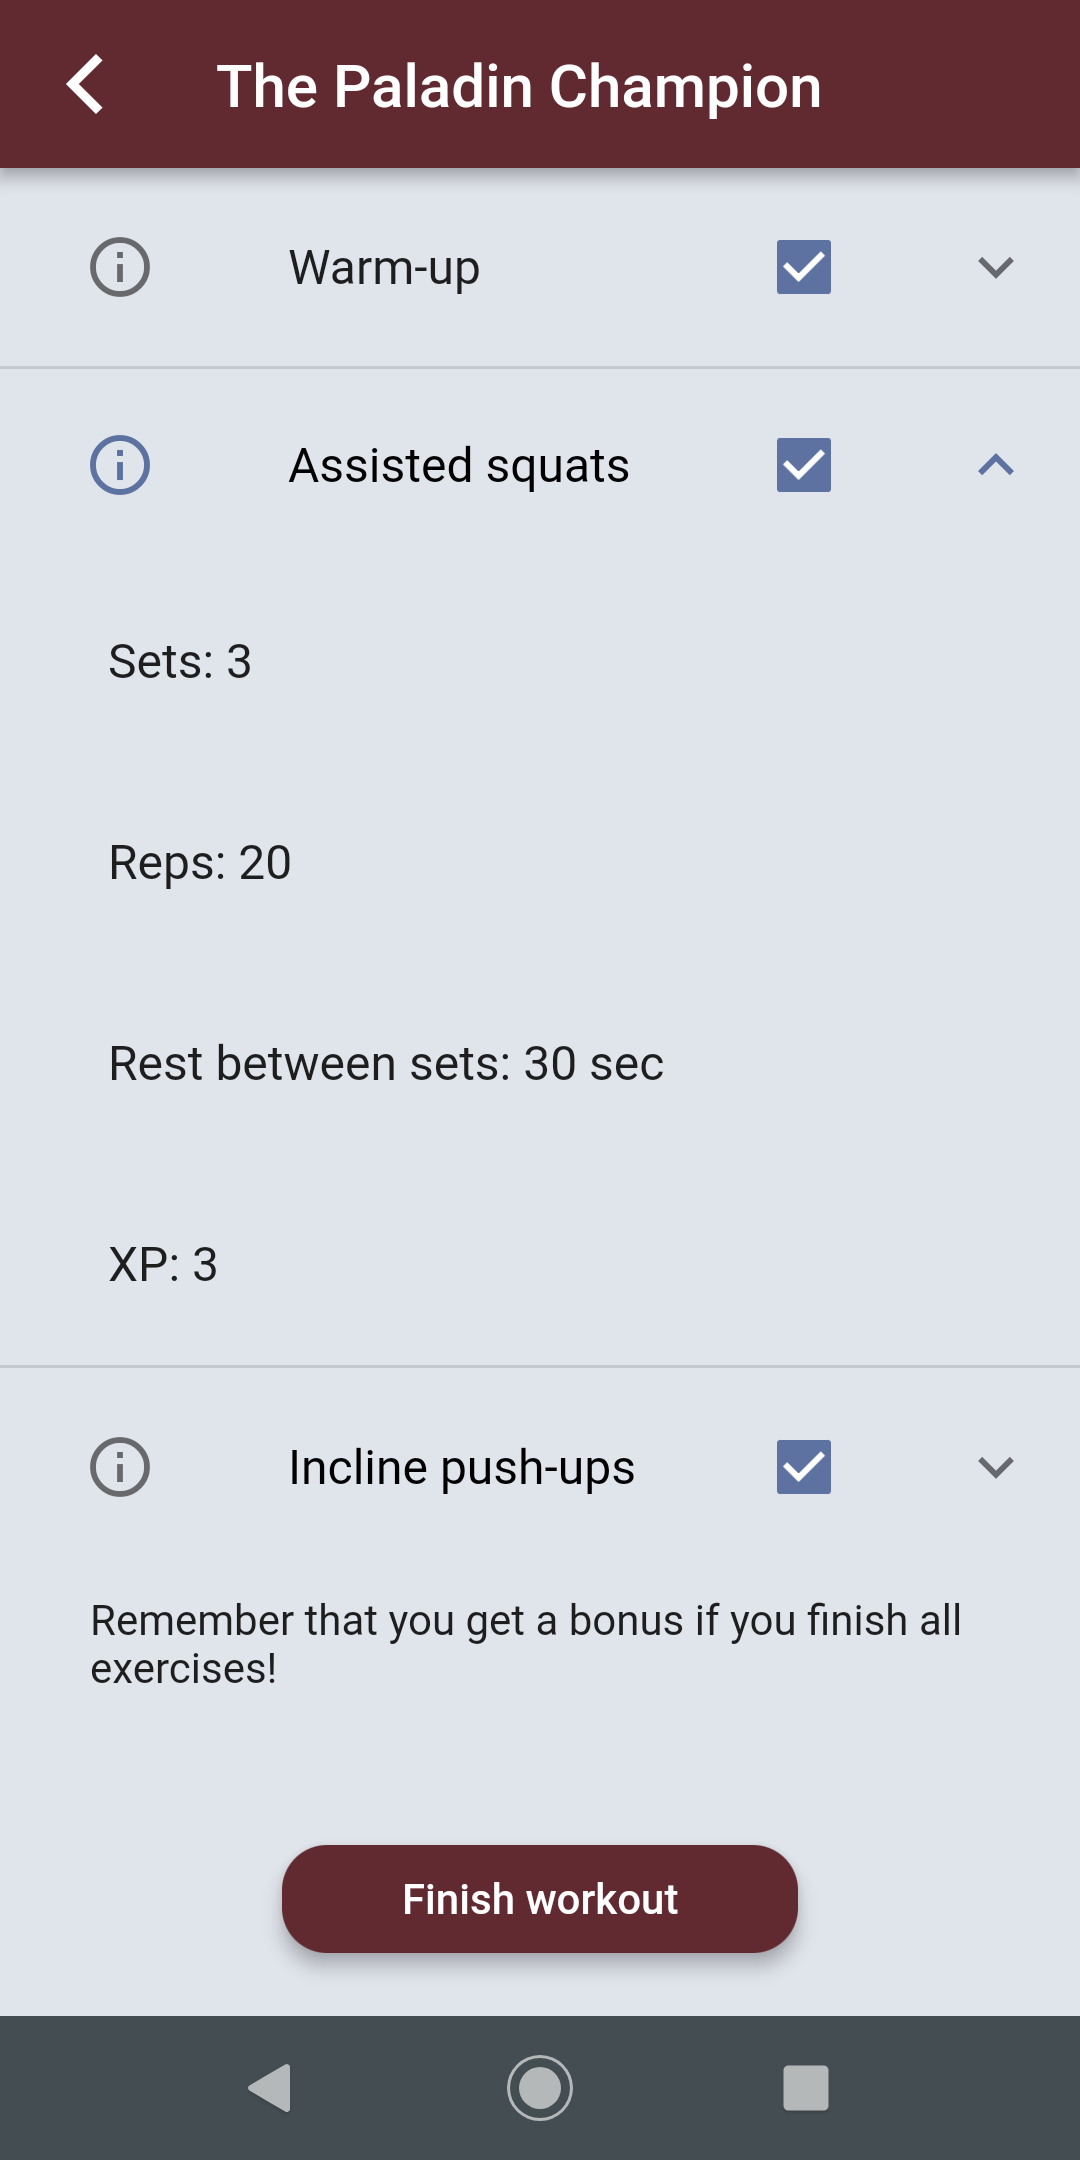 The Paladin Champion
Warm-up
Assisted squats
Sets: 3
Reps: 20
Rest between sets: 30 sec
XP: 3
Incline push-ups
Remember that you get a bonus if you finish all
exercises!
Finish workout